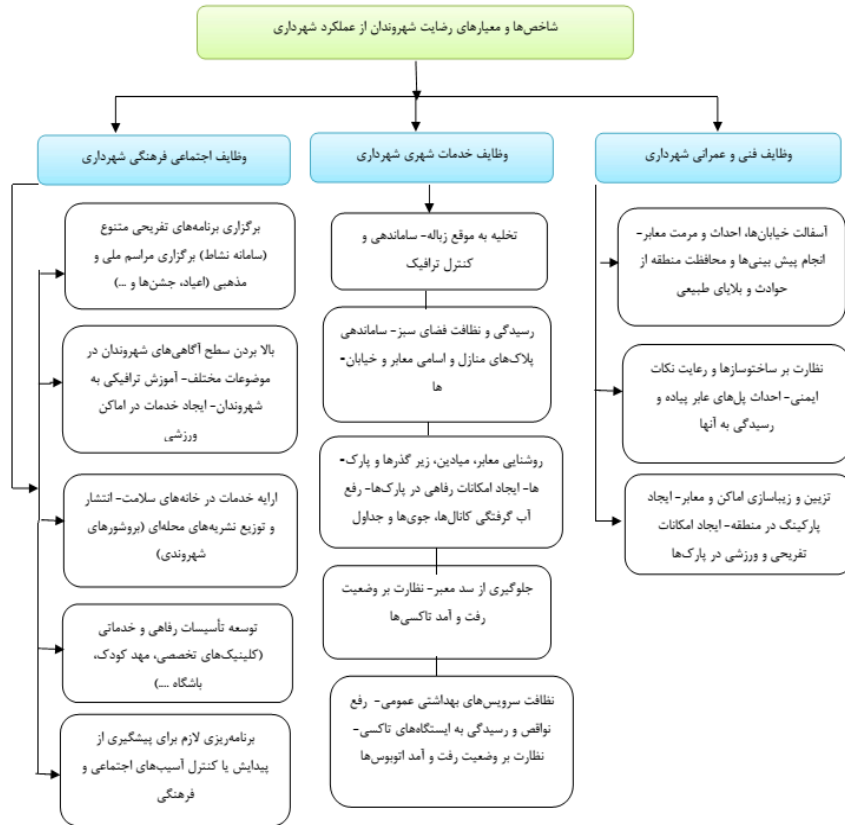 شاخص‌ها و معیارهای رضایت شهروندان از عملکرد شهرداری
وظایف فنی و عمرانی شهرداری
آسفالت خیابان‌ها، احداث و مرمت معابر-
انجام پیش بینی‌ها و محافظت منطقه از
حوادث و بلایای طبیعی
نظارت بر ساختوسازها و رعایت نکات
ایمنی- احداث پل‌های عابر پیاده و
رسیدگی به آنها
تزیین و زیباسازی اماکن و معابر- ایجاد
پارکینگ در منطقه- ایجاد امکانات
تفریحی و ورزشی در پارک‌ها
وظایف خدمات شهری شهرداری
تخلیه به موقع زباله- ساماندهی و
کنترل ترافیک
رسیدگی و نظافت فضای سبز- ساماندهی
پلاک‌های منازل و اسامی معابر و خیابان-
ها
روشنایی معابر، میادین، زیر گذرها و پارک-
ها- ایجاد امکانات رفاهی در پارک‌ها- رفع
آب گرفتگی کانال‌ها، جوی‌ها و جداول
جلوگیری از سد معبر- نظارت بر وضعیت
رفت و آمد تاکسی‌ها
نظافت سرویس‌های بهداشتی عمومی- رفع
نواقص و رسیدگی به ایستگاه‌های تاکسی-
نظارت بر وضعیت رفت و آمد اتوبوس‌ها
وظایف اجتماعی فرهنگی شهرداری
برگزاری برنامه‌های تفریحی متنوع
(سامانه نشاط) برگزاری مراسم ملی و
مذهبی (اعیاد، جشن‌ها و ...)
بالا بردن سطح آگاهی‌های شهروندان در
موضوعات مختلف- آموزش ترافیکی به
شهروندان- ایجاد خدمات در اماکن
ورزشی
ارایه خدمات در خانه‌های سلامت- انتشار
و توزیع نشریه‌های محله‌ای (بروشورهای
شهروندی)
توسعه تأسیسات رفاهی و خدماتی
(کلینیک‌های تخصصی، مهد کودک،
باشگاه ....)
برنامه‌ریزی لازم برای پیشگیری از
پیدایش یا کنترل آسیب‌های اجتماعی و
فرهنگی